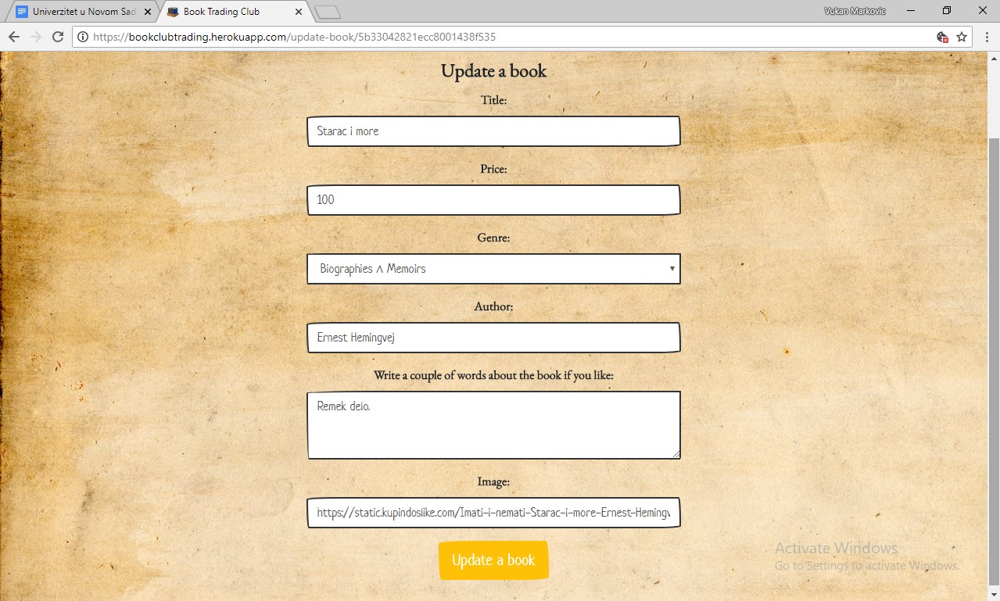 Univerzitet u Novom Sad
Book Trading Club
Vukan Markovic
https://bookclubtrading.herokuapp.com/update-book/5b33042821ecc8001438f535
Update a book
Title:
Starac i more
Price:
100
Genre:
Biographies ∧ Memoirs
Author:
Ernest Hemingvej
Write a couple of words about the book if you like:
Remek delo.
Image:
https://static.kupindoslike.com/Imati-i-nemati-Starac-i-more-Ernest-Hemingv
Update a book
Activate Windows
Go to Settings to activate Windows.